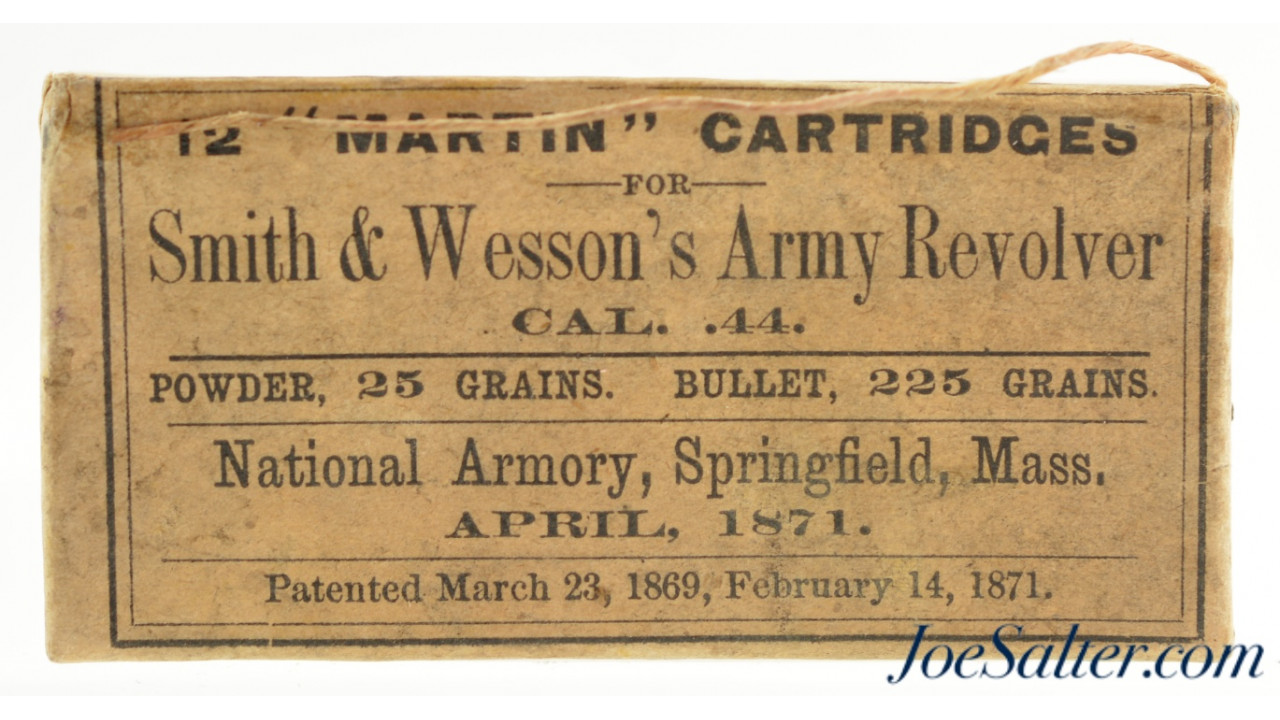 12 "MARTIN" CARTRIDGES
FOR
Smith & Wesson's Army Revolver
CAL. .44.
POWDER, 25 GRAINS. BULLET, 225 GRAINS.
National Armory, Springfield, Mass.
APRIL, 1871.
Patented March 23, 1869, February 14, 1871.
JoeSalter.com